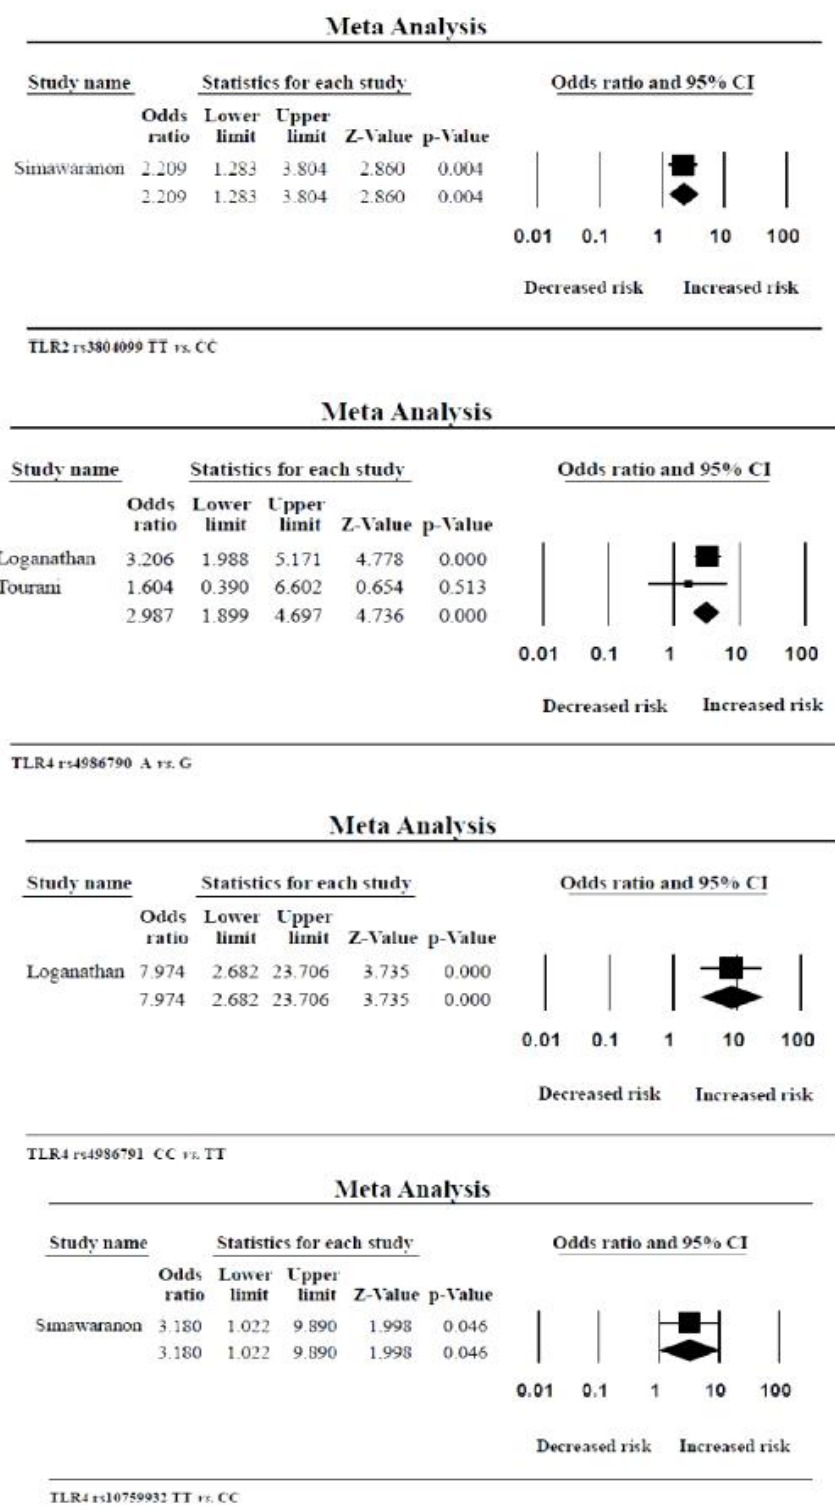 Meta Analysis
Study name Statistics for each study Odds ratio and 95% CI
Odds Lower Upper
ratio limit limit Z-Value p-Value
Simawaranon 2.209 1.283 3.804 2.860 0.004
2.209 1.283 3.804 2.860 0.004
0.01 0.1 1 10 100
Decreased risk Increased risk
TLR2 rs3804099 TT vs. CC
Meta Analysis
Study name Statistics for each study Odds ratio and 95% CI
Odds Lower Upper
ratio limit limit Z-Value p-Value
Loganathan 3.206 1.988 5.171 4.778 0.000
Tourani 1.604 0.390 6.602 0.654 0.513
2.987 1.899 4.697 4.736 0.000
0.01 0.1 1 10 100
Decreased risk Increased risk
TLR4 rs4986790 A vs. G
Meta Analysis
Study name Statistics for each study Odds ratio and 95% CI
Odds Lower Upper
ratio limit limit Z-Value p-Value
Loganathan 7.974 2.682 23.706 3.735 0.000
7.974 2.682 23.706 3.735 0.000
0.01 0.1 1 10 100
Decreased risk Increased risk
TLR4 rs4986791 CC vs. TT
Meta Analysis
Study name Statistics for each study Odds ratio and 95% CI
Odds Lower Upper
ratio limit limit Z-Value p-Value
Simawaranon 3.180 1.022 9.890 1.998 0.046
3.180 1.022 9.890 1.998 0.046
0.01 0.1 1 10 100
Decreased risk Increased risk
TLR4 rs10759932 TT vs. CC